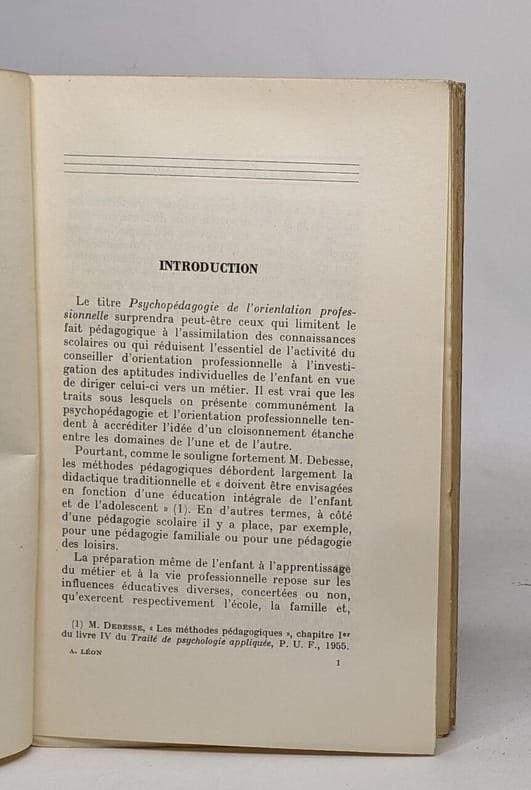 INTRODUCTION
Le titre Psychopédagogie de l'orientation profes-
sionnelle surprendra peut-être ceux qui limitent le
fait pédagogique à l'assimilation des connaissances
scolaires ou qui réduisent l'essentiel de l'activité du
conseiller d'orientation professionnelle à l'investi-
gation des aptitudes individuelles de l'enfant en vue
de diriger celui-ci vers un métier. Il est vrai que les
traits sous lesquels on présente communément la
psychopédagogie et l'orientation professionnelle ten-
dent à accréditer l'idée d'un cloisonnement étanche
entre les domaines de l'une et de l'autre.
Pourtant, comme le souligne fortement M. Debesse,
les méthodes pédagogiques débordent largement la
didactique traditionnelle et « doivent être envisagées
en fonction d'une éducation intégrale de l'enfant
et de l'adolescent » (1). En d'autres termes, à côté
d'une pédagogie scolaire il y a place, par exemple,
pour une pédagogie familiale ou pour une pédagogie
des loisirs.
La préparation même de l'enfant à l'apprentissage
du métier et à la vie professionnelle repose sur les
influences éducatives diverses, concertées ou non,
qu'exercent respectivement l'école, la famille et,
(1) M. DEBESSE, « Les méthodes pédagogiques », chapitre Ier
du livre IV du Traité de psychologie appliquée, P. U. F., 1955.
A. LÉON
1